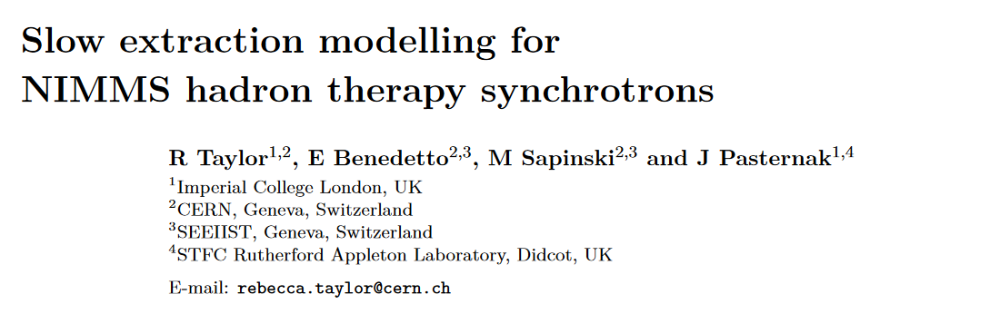 Slow extraction modelling for
NIMMS hadron therapy synchrotrons
R Taylor1,2, E Benedetto2,3, M Sapinski2,3 and J Pasternak1,4
1Imperial College London, UK
2CERN, Geneva, Switzerland
3SEEIIST, Geneva, Switzerland
4STFC Rutherford Appleton Laboratory, Didcot, UK
E-mail: rebecca.taylor@cern.ch